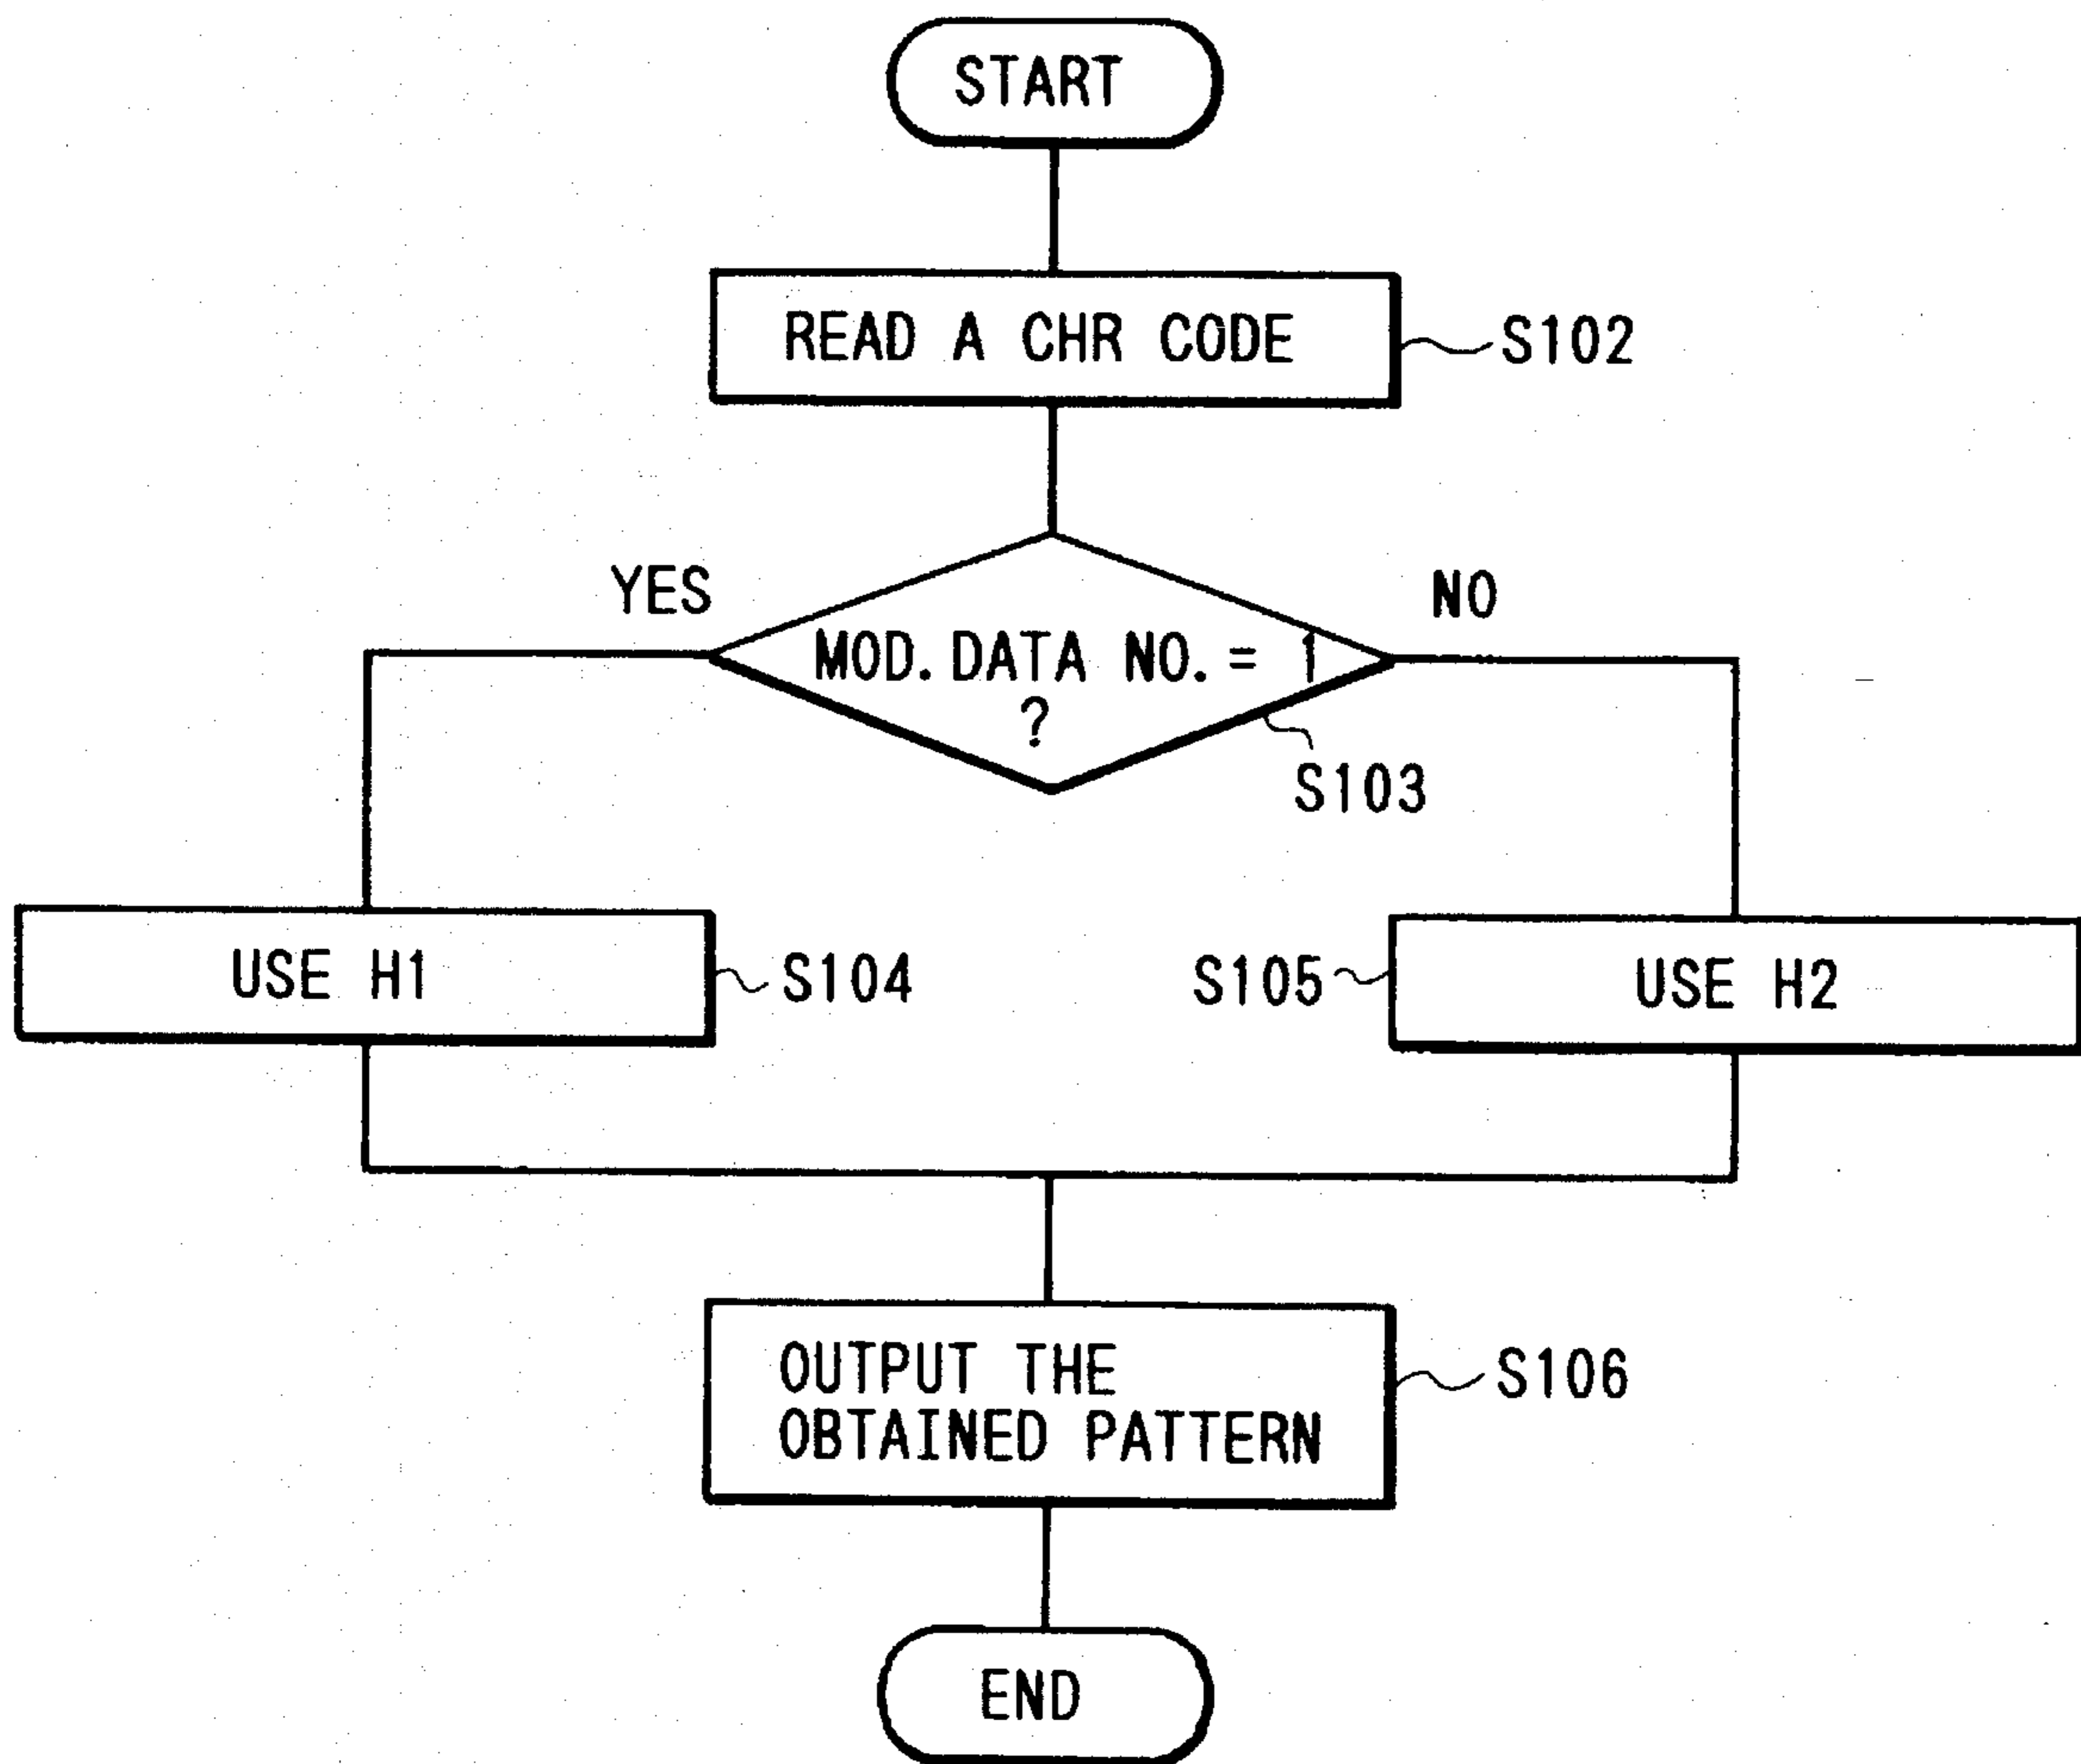 START
READ A CHR CODE
S102
YES
NO
MOD. DATA NO. = 1
?
S103
USE H1
S104
S105
USE H2
OUTPUT THE
OBTAINED PATTERN
S106
END